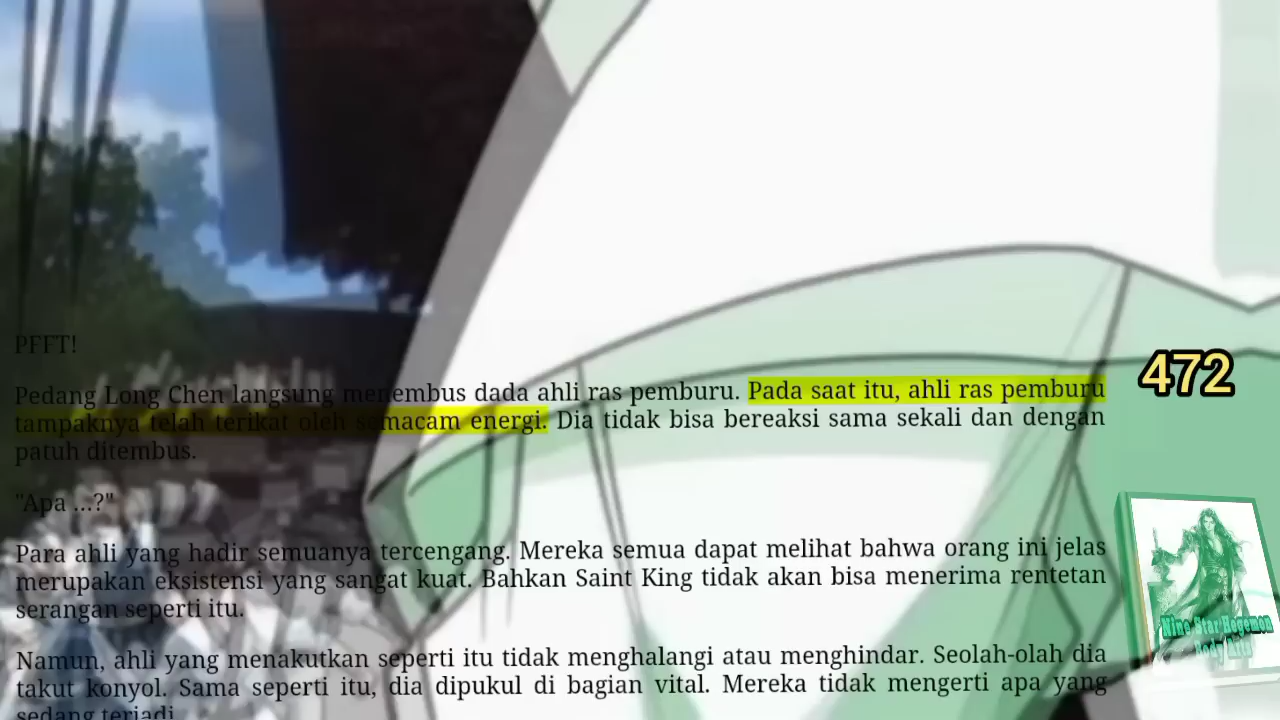 PFFT!
Pedang Long Chen langsung menembus dada ahli ras pemburu. Pada saat itu, ahli ras pemburu
tampaknya telah terikat oleh semacam energi. Dia tidak bisa bereaksi sama sekali dan dengan
patuh ditembus.
"Apa ...?"
Para ahli yang hadir semuanya tercengang. Mereka semua dapat melihat bahwa orang ini jelas
merupakan eksistensi yang sangat kuat. Bahkan Saint King tidak akan bisa menerima rentetan
serangan seperti itu.
Namun, ahli yang menakutkan seperti itu tidak menghalangi atau menghindar. Seolah-olah dia
takut konyol. Sama seperti itu, dia dipukul di bagian vital. Mereka tidak mengerti apa yang
sedang terjadi.
472
Nine Star Hegemon
Body Arts